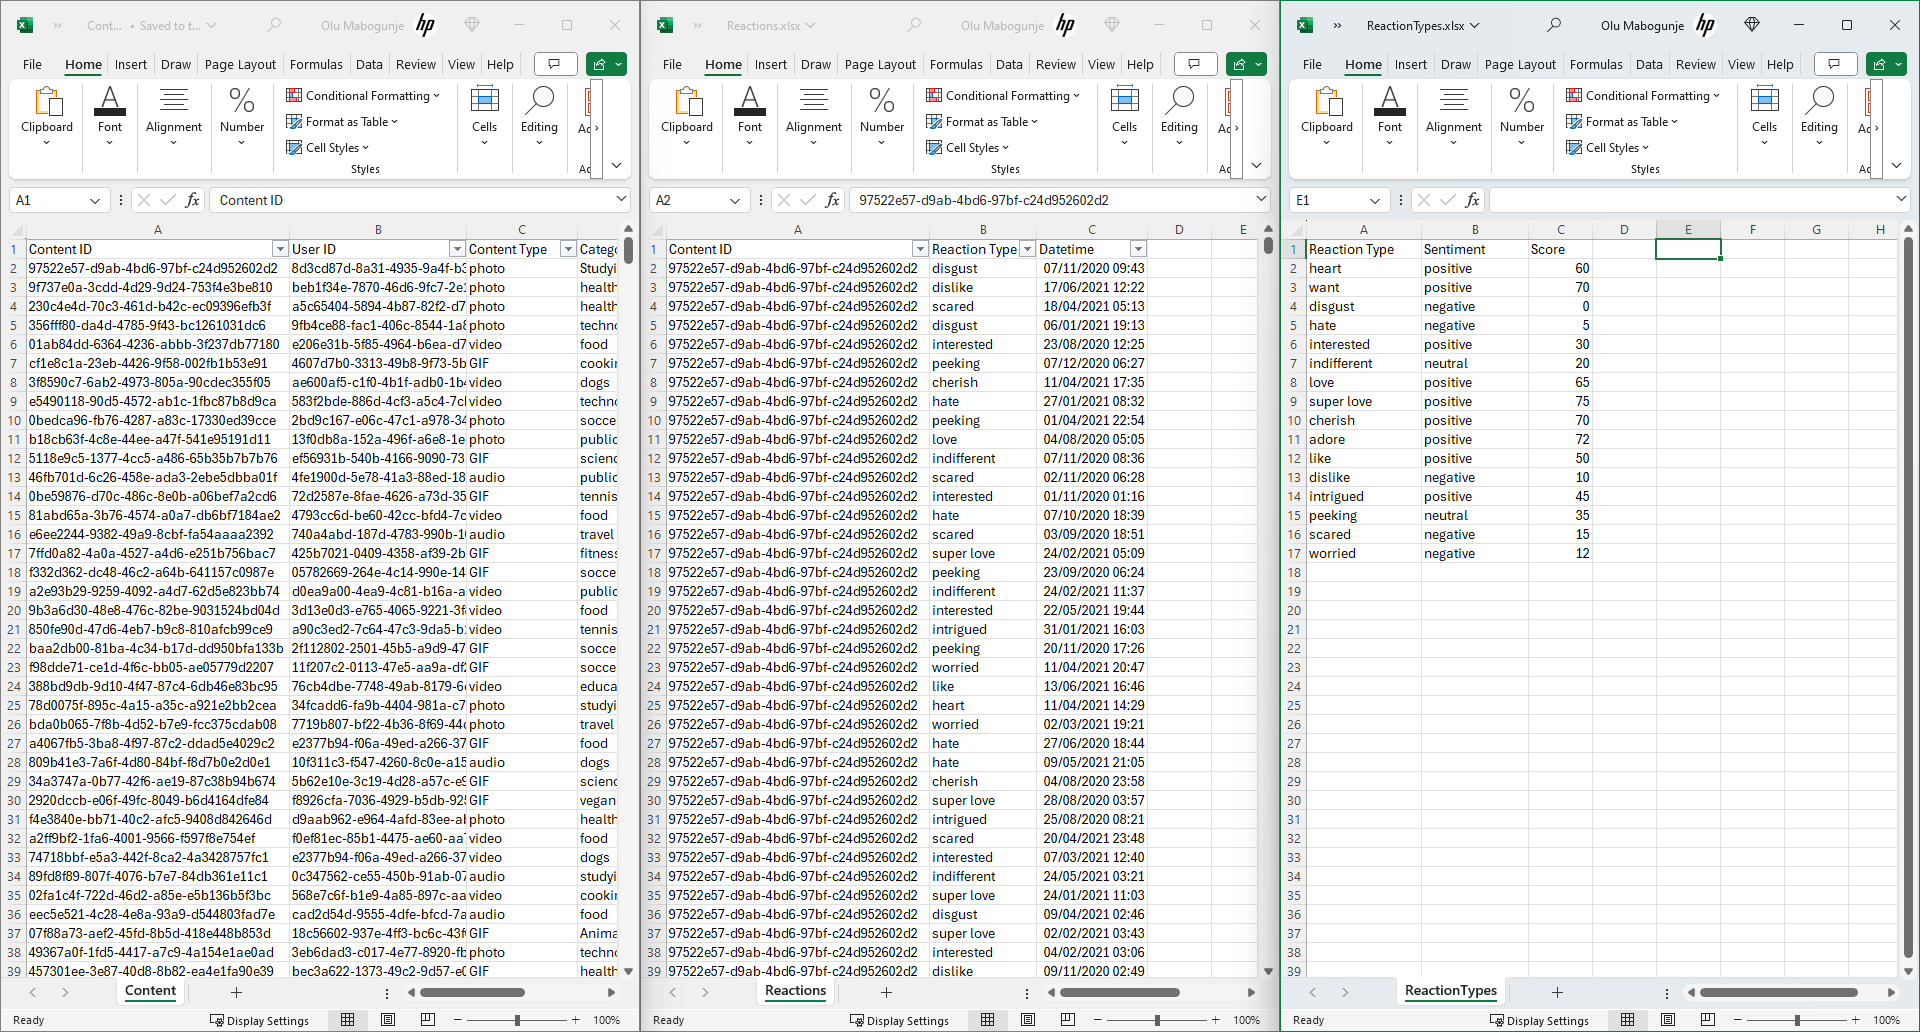 Cont... • Saved to t...
Olu Mabogunje
File Home Insert Draw Page Layout Formulas Data Review View Help
Clipboard Font Alignment Number
Conditional Formatting
Format as Table
Cell Styles
Styles
Cells Editing
A1 fx Content ID
A B C
1 Content ID User ID Content Type Categ
2 97522e57-d9ab-4bd6-97bf-c24d952602d2 8d3cd87d-8a31-4935-9a4f-b3 photo Studyi
3 9f737e0a-3cdd-4d29-9d24-753f4e3be810 beb1f34e-7870-46d6-9fc7-2e photo health
4 230c4e4d-70c3-461d-b42c-ec09396efb3f a5c65404-5894-4b87-82f2-d7 photo health
5 356fff80-da4d-4785-9f43-bc1261031dc6 9fb4ce88-fac1-406c-8544-1a8 photo techno
6 01ab84dd-6364-4236-abbb-3f237db77180 e206e31b-5f85-4964-b6ea-d7 video food
7 cf1e8c1a-23eb-4426-9f58-002fb1b53e91 4607d7b0-3313-49b8-9f73-5b GIF cookin
8 3f8590c7-6ab2-4973-805a-90cdec355f05 ae600af5-c1f0-4b1f-adb0-1b video dogs
9 e5490118-90d5-4572-ab1c-1fbc87b8d9ca 583f2bde-886d-4cf3-a5c4-7c video techno
10 0bedca96-fb76-4287-a83c-17330ed39cce 2bd9c167-e06c-47c1-a978-34 photo socce
11 b18cb63f-4c8e-44ee-a47f-541e95191d11 13f0db8a-152a-496f-a6e8-1e photo public
12 5118e9c5-1377-4cc5-a486-65b35b7b7b76 ef56931b-540b-4166-9090-73 GIF scienc
13 46fb701d-6c26-458e-ada3-2ebe5dbba01f 4fe1900d-5e78-41a3-88ed-18 audio public
14 0be59876-d70c-486c-8e0b-a06bef7a2cd6 72d2587e-8fae-4626-a73d-35 GIF tennis
15 81abd65a-3b76-4574-a0a7-db6bf7184ae2 4793cc6d-be60-42cc-bfd4-7c video food
16 e6ee2244-9382-49a9-8cbf-fa54aaaa2392 740a4abd-187d-4783-990b-1 audio travel
17 7ffd0a82-4a0a-4527-a4d6-e251b756bac7 425b7021-0409-4358-af39-2b GIF fitness
18 f332d362-dc48-46c2-a64b-641157c0987e 05782669-264e-4c14-990e-14 GIF socce
19 a2e93b29-9259-4092-a4d7-62d5e823bb74 d0ea9a00-4ea9-4c81-b16a-a video public
20 9b3a6d30-48e8-476c-82be-9031524bd04d 3d13e0d3-e765-4065-9221-3f video food
21 850fe90d-47d6-4eb7-b9c8-810afcb99ce9 a90c3ed2-7c64-47c3-9da5-b video tennis
22 baa2db00-81ba-4c34-b17d-dd950bfa133b 2f112802-2501-45b5-a9d9-47 GIF socce
23 f98dde71-ce1d-4f6c-bb05-ae05779d2207 11f207c2-0113-47e5-aa9a-df GIF socce
24 388bd9db-9d10-4f47-87c4-6db46e83bc95 76cb4dbe-7748-49ab-8179-6 video educa
25 78d0075f-895c-4a15-a35c-a921e2bb2cea 34fcadd6-fa9b-4404-981a-c7 photo studyi
26 bda0b065-7f8b-4d52-b7e9-fcc375cdab08 7719b807-bf22-4b36-8f69-44 photo travel
27 a4067fb5-3ba8-4f97-87c2-ddad5e4029c2 e2377b94-f06a-49ed-a266-37 GIF food
28 809b41e3-7a6f-4d80-84bf-f8d7b0e2d0e1 10f311c3-f547-4260-8c0e-a15 audio dogs
29 34a3747a-0b77-42f6-ae19-87c38b94b674 5b62e10e-3c19-4d28-a57c-e GIF scienc
30 2920dccb-e06f-49fc-8049-b6d4164dfe84 f8926cfa-7036-4929-b5db-925 GIF vegan
31 f4e3840e-bb71-40c2-afc5-9408d842646d d9aab962-e964-4afd-83ee-a photo health
32 a2ff9bf2-1fa6-4001-9566-f597f8e754ef f0ef81ec-85b1-4475-ae60-aa video food
33 74718bbf-e5a3-442f-8ca2-4a3428757fc1 e2377b94-f06a-49ed-a266-37 video dogs
34 89fd8f89-807f-4076-b7e7-84db361e11c1 0c347562-ce55-450b-91ab-07 audio studyi
35 02fa1c4f-722d-46d2-a85e-e5b136b5f3bc 568e7c6f-b1e9-4a85-897c-aa video cookin
36 eec5e521-4c28-4e8a-93a9-d544803fad7e cad2d54d-9555-4dfe-bfcd-7a audio food
37 07f88a73-aef2-45fd-8b5d-418e448b853d 18c56602-937e-4ff3-bc6c-43f GIF Anima
38 49367a0f-1fd5-4417-a7c9-4a154e1ae0ad 3eb6dad3-c017-4e77-8920-fb photo techno
39 457301ee-3e87-40d8-8b82-ea4e1fa90e39 bec3a622-1373-49c2-9d57-e0 GIF health
Content
Ready Display Settings 100%
Reactions.xlsx
Olu Mabogunje
File Home Insert Draw Page Layout Formulas Data Review View Help
Clipboard Font Alignment Number
Conditional Formatting
Format as Table
Cell Styles
Styles
Cells Editing
A2 fx 97522e57-d9ab-4bd6-97bf-c24d952602d2
A B C D E
1 Content ID Reaction Type Datetime
2 97522e57-d9ab-4bd6-97bf-c24d952602d2 disgust 07/11/2020 09:43
3 97522e57-d9ab-4bd6-97bf-c24d952602d2 dislike 17/06/2021 12:22
4 97522e57-d9ab-4bd6-97bf-c24d952602d2 scared 18/04/2021 05:13
5 97522e57-d9ab-4bd6-97bf-c24d952602d2 disgust 06/01/2021 19:13
6 97522e57-d9ab-4bd6-97bf-c24d952602d2 interested 23/08/2020 12:25
7 97522e57-d9ab-4bd6-97bf-c24d952602d2 peeking 07/12/2020 06:27
8 97522e57-d9ab-4bd6-97bf-c24d952602d2 cherish 11/04/2021 17:35
9 97522e57-d9ab-4bd6-97bf-c24d952602d2 hate 27/01/2021 08:32
10 97522e57-d9ab-4bd6-97bf-c24d952602d2 peeking 01/04/2021 22:54
11 97522e57-d9ab-4bd6-97bf-c24d952602d2 love 04/08/2020 05:05
12 97522e57-d9ab-4bd6-97bf-c24d952602d2 indifferent 07/11/2020 08:36
13 97522e57-d9ab-4bd6-97bf-c24d952602d2 scared 02/11/2020 06:28
14 97522e57-d9ab-4bd6-97bf-c24d952602d2 interested 01/11/2020 01:16
15 97522e57-d9ab-4bd6-97bf-c24d952602d2 hate 07/10/2020 18:39
16 97522e57-d9ab-4bd6-97bf-c24d952602d2 scared 03/09/2020 18:51
17 97522e57-d9ab-4bd6-97bf-c24d952602d2 super love 24/02/2021 05:09
18 97522e57-d9ab-4bd6-97bf-c24d952602d2 peeking 23/09/2020 06:24
19 97522e57-d9ab-4bd6-97bf-c24d952602d2 indifferent 24/02/2021 11:37
20 97522e57-d9ab-4bd6-97bf-c24d952602d2 interested 22/05/2021 19:44
21 97522e57-d9ab-4bd6-97bf-c24d952602d2 intrigued 31/01/2021 16:03
22 97522e57-d9ab-4bd6-97bf-c24d952602d2 peeking 20/11/2020 17:26
23 97522e57-d9ab-4bd6-97bf-c24d952602d2 worried 11/04/2021 20:47
24 97522e57-d9ab-4bd6-97bf-c24d952602d2 like 13/06/2021 16:46
25 97522e57-d9ab-4bd6-97bf-c24d952602d2 heart 11/04/2021 14:29
26 97522e57-d9ab-4bd6-97bf-c24d952602d2 worried 02/03/2021 19:21
27 97522e57-d9ab-4bd6-97bf-c24d952602d2 hate 27/06/2020 18:44
28 97522e57-d9ab-4bd6-97bf-c24d952602d2 hate 09/05/2021 21:05
29 97522e57-d9ab-4bd6-97bf-c24d952602d2 cherish 04/08/2020 23:58
30 97522e57-d9ab-4bd6-97bf-c24d952602d2 super love 28/08/2020 03:57
31 97522e57-d9ab-4bd6-97bf-c24d952602d2 intrigued 25/08/2020 08:21
32 97522e57-d9ab-4bd6-97bf-c24d952602d2 scared 20/04/2021 23:48
33 97522e57-d9ab-4bd6-97bf-c24d952602d2 interested 07/03/2021 12:40
34 97522e57-d9ab-4bd6-97bf-c24d952602d2 indifferent 24/05/2021 03:21
35 97522e57-d9ab-4bd6-97bf-c24d952602d2 super love 24/01/2021 11:03
36 97522e57-d9ab-4bd6-97bf-c24d952602d2 disgust 09/04/2021 02:46
37 97522e57-d9ab-4bd6-97bf-c24d952602d2 super love 02/02/2021 03:43
38 97522e57-d9ab-4bd6-97bf-c24d952602d2 interested 04/02/2021 03:06
39 97522e57-d9ab-4bd6-97bf-c24d952602d2 dislike 09/11/2020 02:49
Reactions
Ready Display Settings 100%
ReactionTypes.xlsx
Olu Mabogunje
File Home Insert Draw Page Layout Formulas Data Review View Help
Clipboard Font Alignment Number
Conditional Formatting
Format as Table
Cell Styles
Styles
Cells Editing
E1 fx
A B C D E F G H
1 Reaction Type Sentiment Score
2 heart positive 60
3 want positive 70
4 disgust negative 0
5 hate negative 5
6 interested positive 30
7 indifferent neutral 20
8 love positive 65
9 super love positive 75
10 cherish positive 70
11 adore positive 72
12 like positive 50
13 dislike negative 10
14 intrigued positive 45
15 peeking neutral 35
16 scared negative 15
17 worried negative 12
18
19
20
21
22
23
24
25
26
27
28
29
30
31
32
33
34
35
36
37
38
39
ReactionTypes
Ready Display Settings 100%